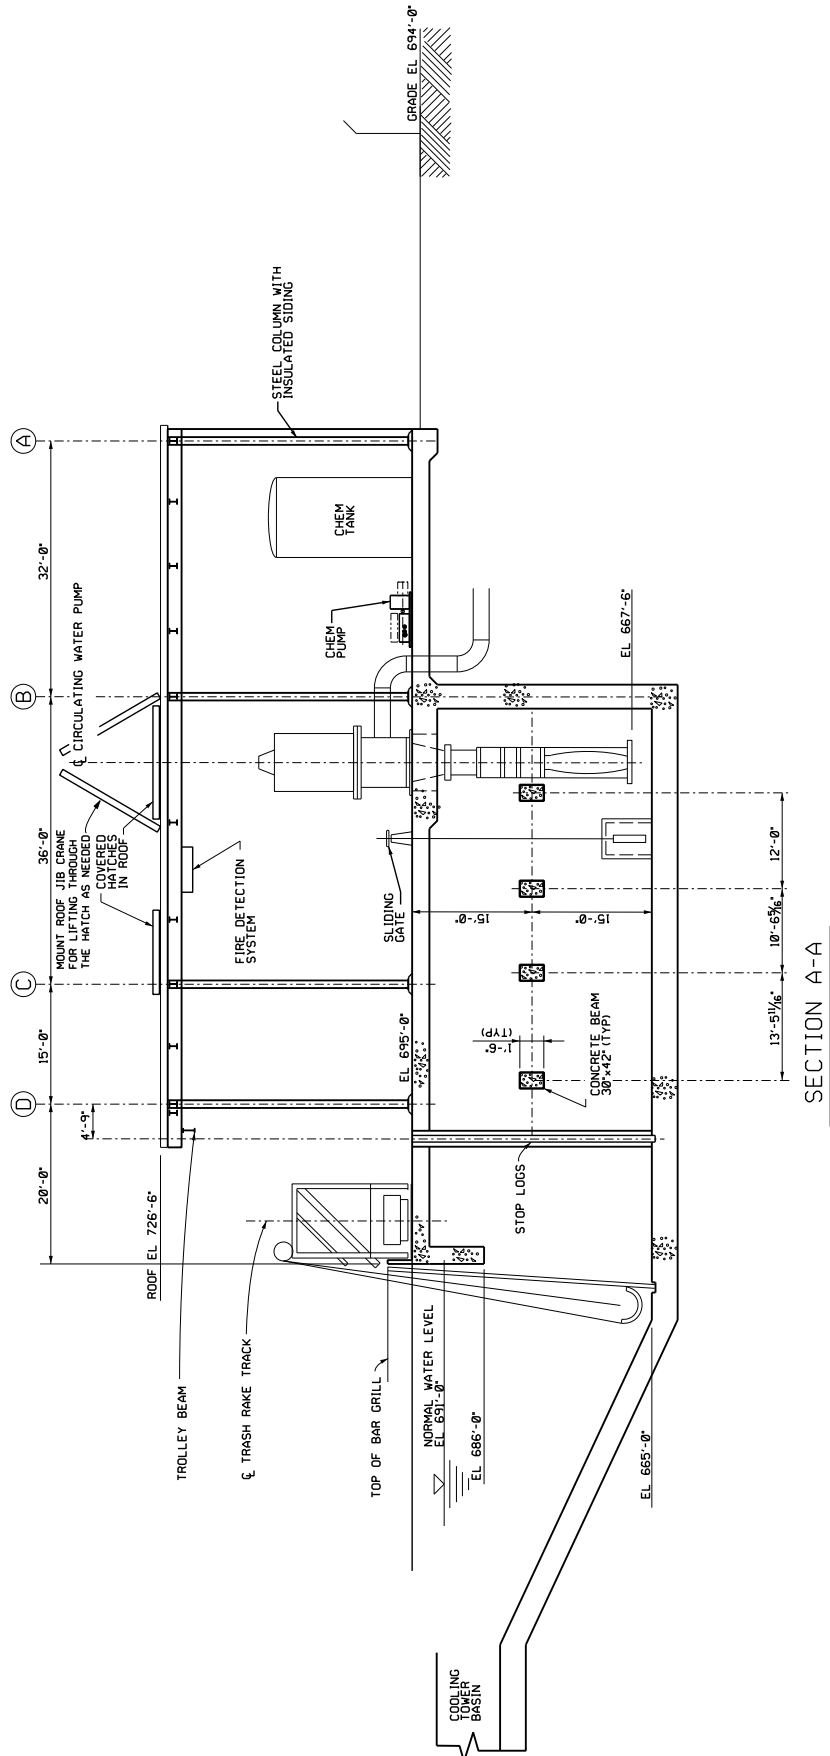 A
B
C
D
32'-0"
36'-0"
15'-0"
20'-0"
4'-9"
GRADE EL 694'-0"
STEEL COLUMN WITH
INSULATED SIDING
℄ CIRCULATING WATER PUMP
MOUNT ROOF JIB CRANE
FOR LIFTING THROUGH
THE HATCH AS NEEDED
COVERED
HATCHES
IN ROOF
CHEM
TANK
CHEM
PUMP
FIRE DETECTION
SYSTEM
SLIDING
GATE
EL 667'-6"
15'-0"
15'-0"
12'-0"
10'-6 5/16"
13'-5 11/16"
EL 695'-0"
1'-6"
(TYP)
CONCRETE BEAM
30"x42" (TYP)
STOP LOGS
ROOF EL 726'-6"
TROLLEY BEAM
℄ TRASH RAKE TRACK
TOP OF BAR GRILL
NORMAL WATER LEVEL
EL 691'-0"
EL 686'-0"
EL 665'-0"
COOLING
TOWER
BASIN
SECTION A-A